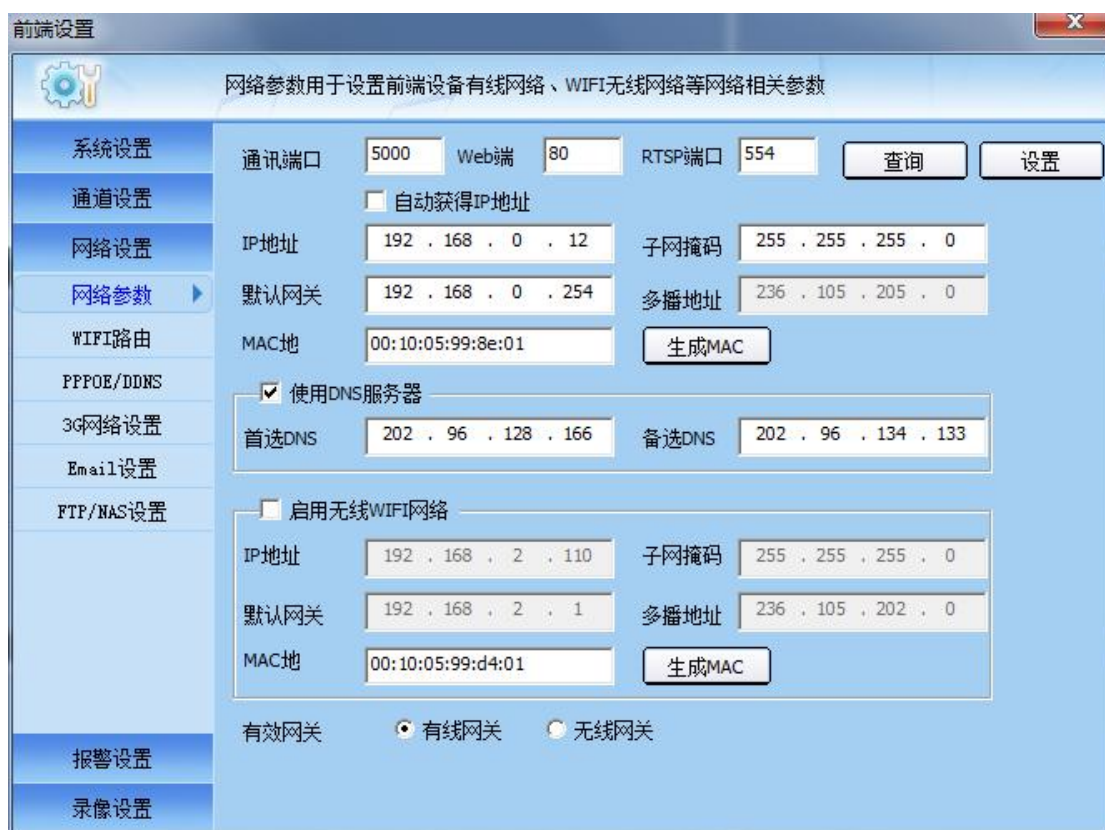 前端设置
网络参数用于设置前端设备有线网络、WIFI无线网络等网络相关参数
系统设置
通道设置
网络设置
网络参数
WIFI路由
PPPOE/DDNS
3G网络设置
Email设置
FTP/NAS设置
报警设置
录像设置
通讯端口 5000 Web端 80 RTSP端口 554 查询 设置
自动获得IP地址
IP地址 192 . 168 . 0 . 12 子网掩码 255 . 255 . 255 . 0
默认网关 192 . 168 . 0 . 254 多播地址 236 . 105 . 205 . 0
MAC地 00:10:05:99:8e:01 生成MAC
使用DNS服务器
首选DNS 202 . 96 . 128 . 166 备选DNS 202 . 96 . 134 . 133
启用无线WIFI网络
IP地址 192 . 168 . 2 . 110 子网掩码 255 . 255 . 255 . 0
默认网关 192 . 168 . 2 . 1 多播地址 236 . 105 . 202 . 0
MAC地 00:10:05:99:d4:01 生成MAC
有效网关 有线网关 无线网关